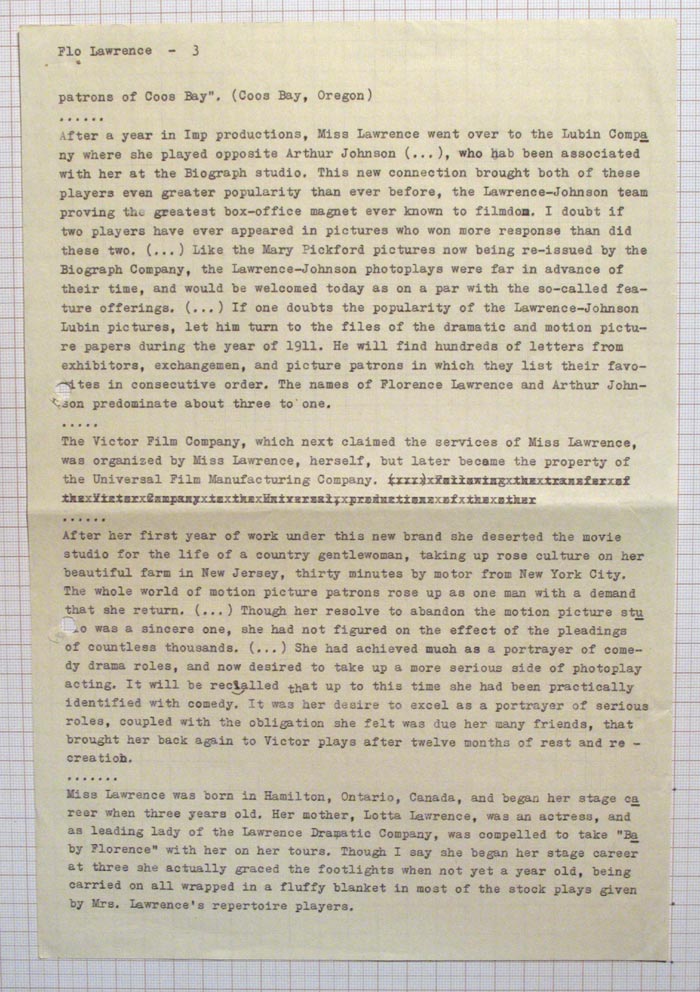 Flo Lawrence - 3
patrons of Coos Bay". (Coos Bay, Oregon)
......
After a year in Imp productions, Miss Lawrence went over to the Lubin Compa
ny where she played opposite Arthur Johnson (...), who hab been associated
with her at the Biograph studio. This new connection brought both of these
players even greater popularity than ever before, the Lawrence-Johnson team
proving the greatest box-office magnet ever known to filmdom. I doubt if
two players have ever appeared in pictures who won more response than did
these two. (...) Like the Mary Pickford pictures now being re-issued by the
Biograph Company, the Lawrence-Johnson photoplays were far in advance of
their time, and would be welcomed today as on a par with the so-called fea-
ture offerings. (...) If one doubts the popularity of the Lawrence-Johnson
Lubin pictures, let him turn to the files of the dramatic and motion pictu-
re papers during the year of 1911. He will find hundreds of letters from
exhibitors, exchangemen, and picture patrons in which they list their favo-
ites in consecutive order. The names of Florence Lawrence and Arthur John-
son predominate about three to one.
.....
The Victor Film Company, which next claimed the services of Miss Lawrence,
was organized by Miss Lawrence, herself, but later became the property of
the Universal Film Manufacturing Company. (...) Following the transfer of
the Victor Company to the Universal, productions of the other
......
After her first year of work under this new brand she deserted the movie
studio for the life of a country gentlewoman, taking up rose culture on her
beautiful farm in New Jersey, thirty minutes by motor from New York City.
The whole world of motion picture patrons rose up as one man with a demand
that she return. (...) Though her resolve to abandon the motion picture stu
o was a sincere one, she had not figured on the effect of the pleadings
of countless thousands. (...) She had achieved much as a portrayer of come-
dy drama roles, and now desired to take up a more serious side of photoplay
acting. It will be recalled that up to this time she had been practically
identified with comedy. It was her desire to excel as a portrayer of serious
roles, coupled with the obligation she felt was due her many friends, that
brought her back again to Victor plays after twelve months of rest and re -
creation.
.......
Miss Lawrence was born in Hamilton, Ontario, Canada, and began her stage ca
reer when three years old. Her mother, Lotta Lawrence, was an actress, and
as leading lady of the Lawrence Dramatic Company, was compelled to take "Ba
by Florence" with her on her tours. Though I say she began her stage career
at three she actually graced the footlights when not yet a year old, being
carried on all wrapped in a fluffy blanket in most of the stock plays given
by Mrs. Lawrence's repertoire players.